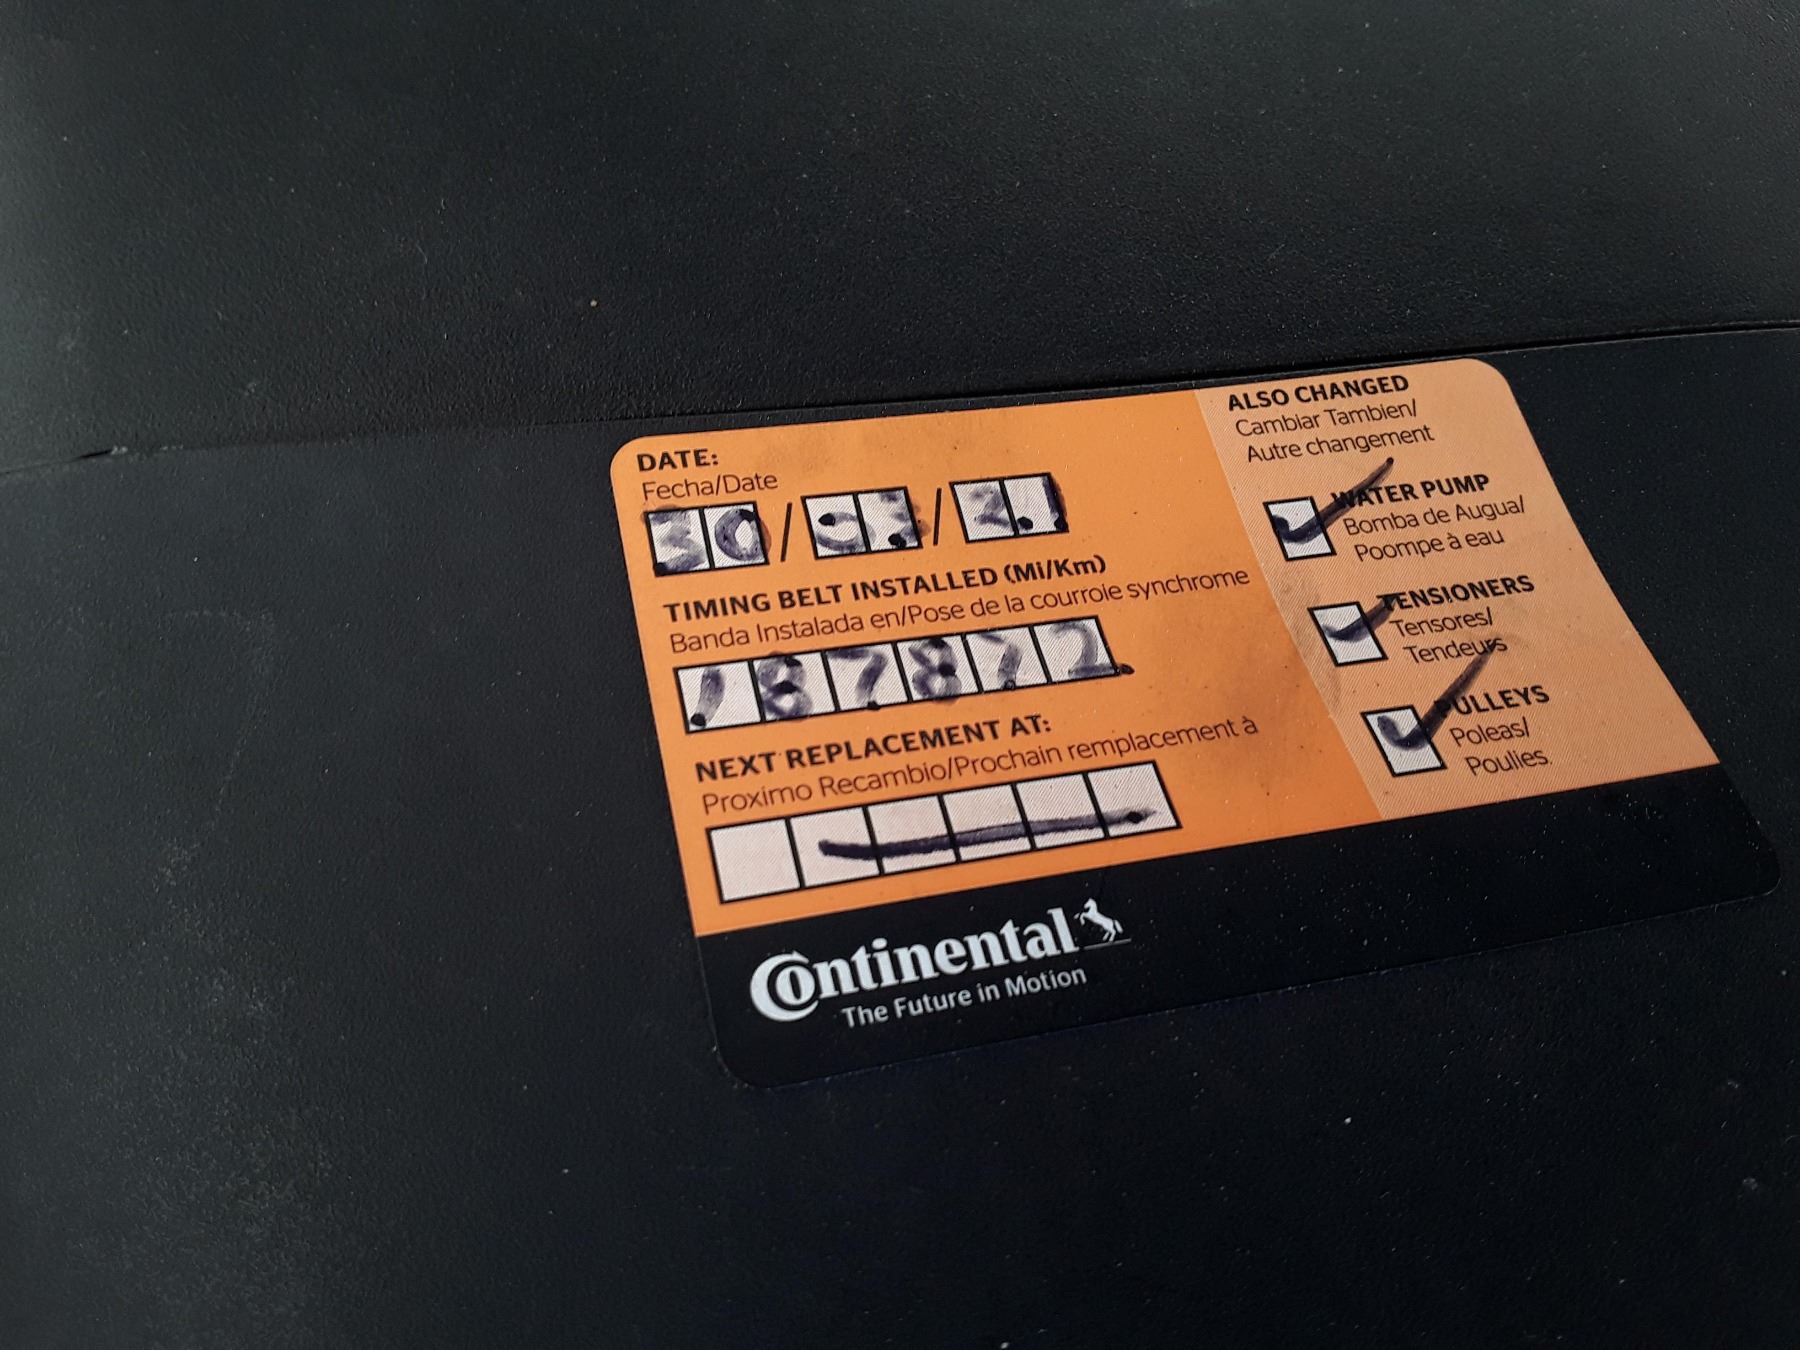 DATE:
Fecha/Date
30/07/21
TIMING BELT INSTALLED (Mi/Km)
Banda Instalada en/Pose de la courroie synchrome
187872
NEXT REPLACEMENT AT:
Proximo Recambio/Prochain remplacement à
ALSO CHANGED
Cambiar Tambien/
Autre changement
WATER PUMP
Bomba de Augua/
Poompe à eau
TENSIONERS
Tensores/
Tendeurs
PULLEYS
Poleas/
Poulies
Continental
The Future in Motion